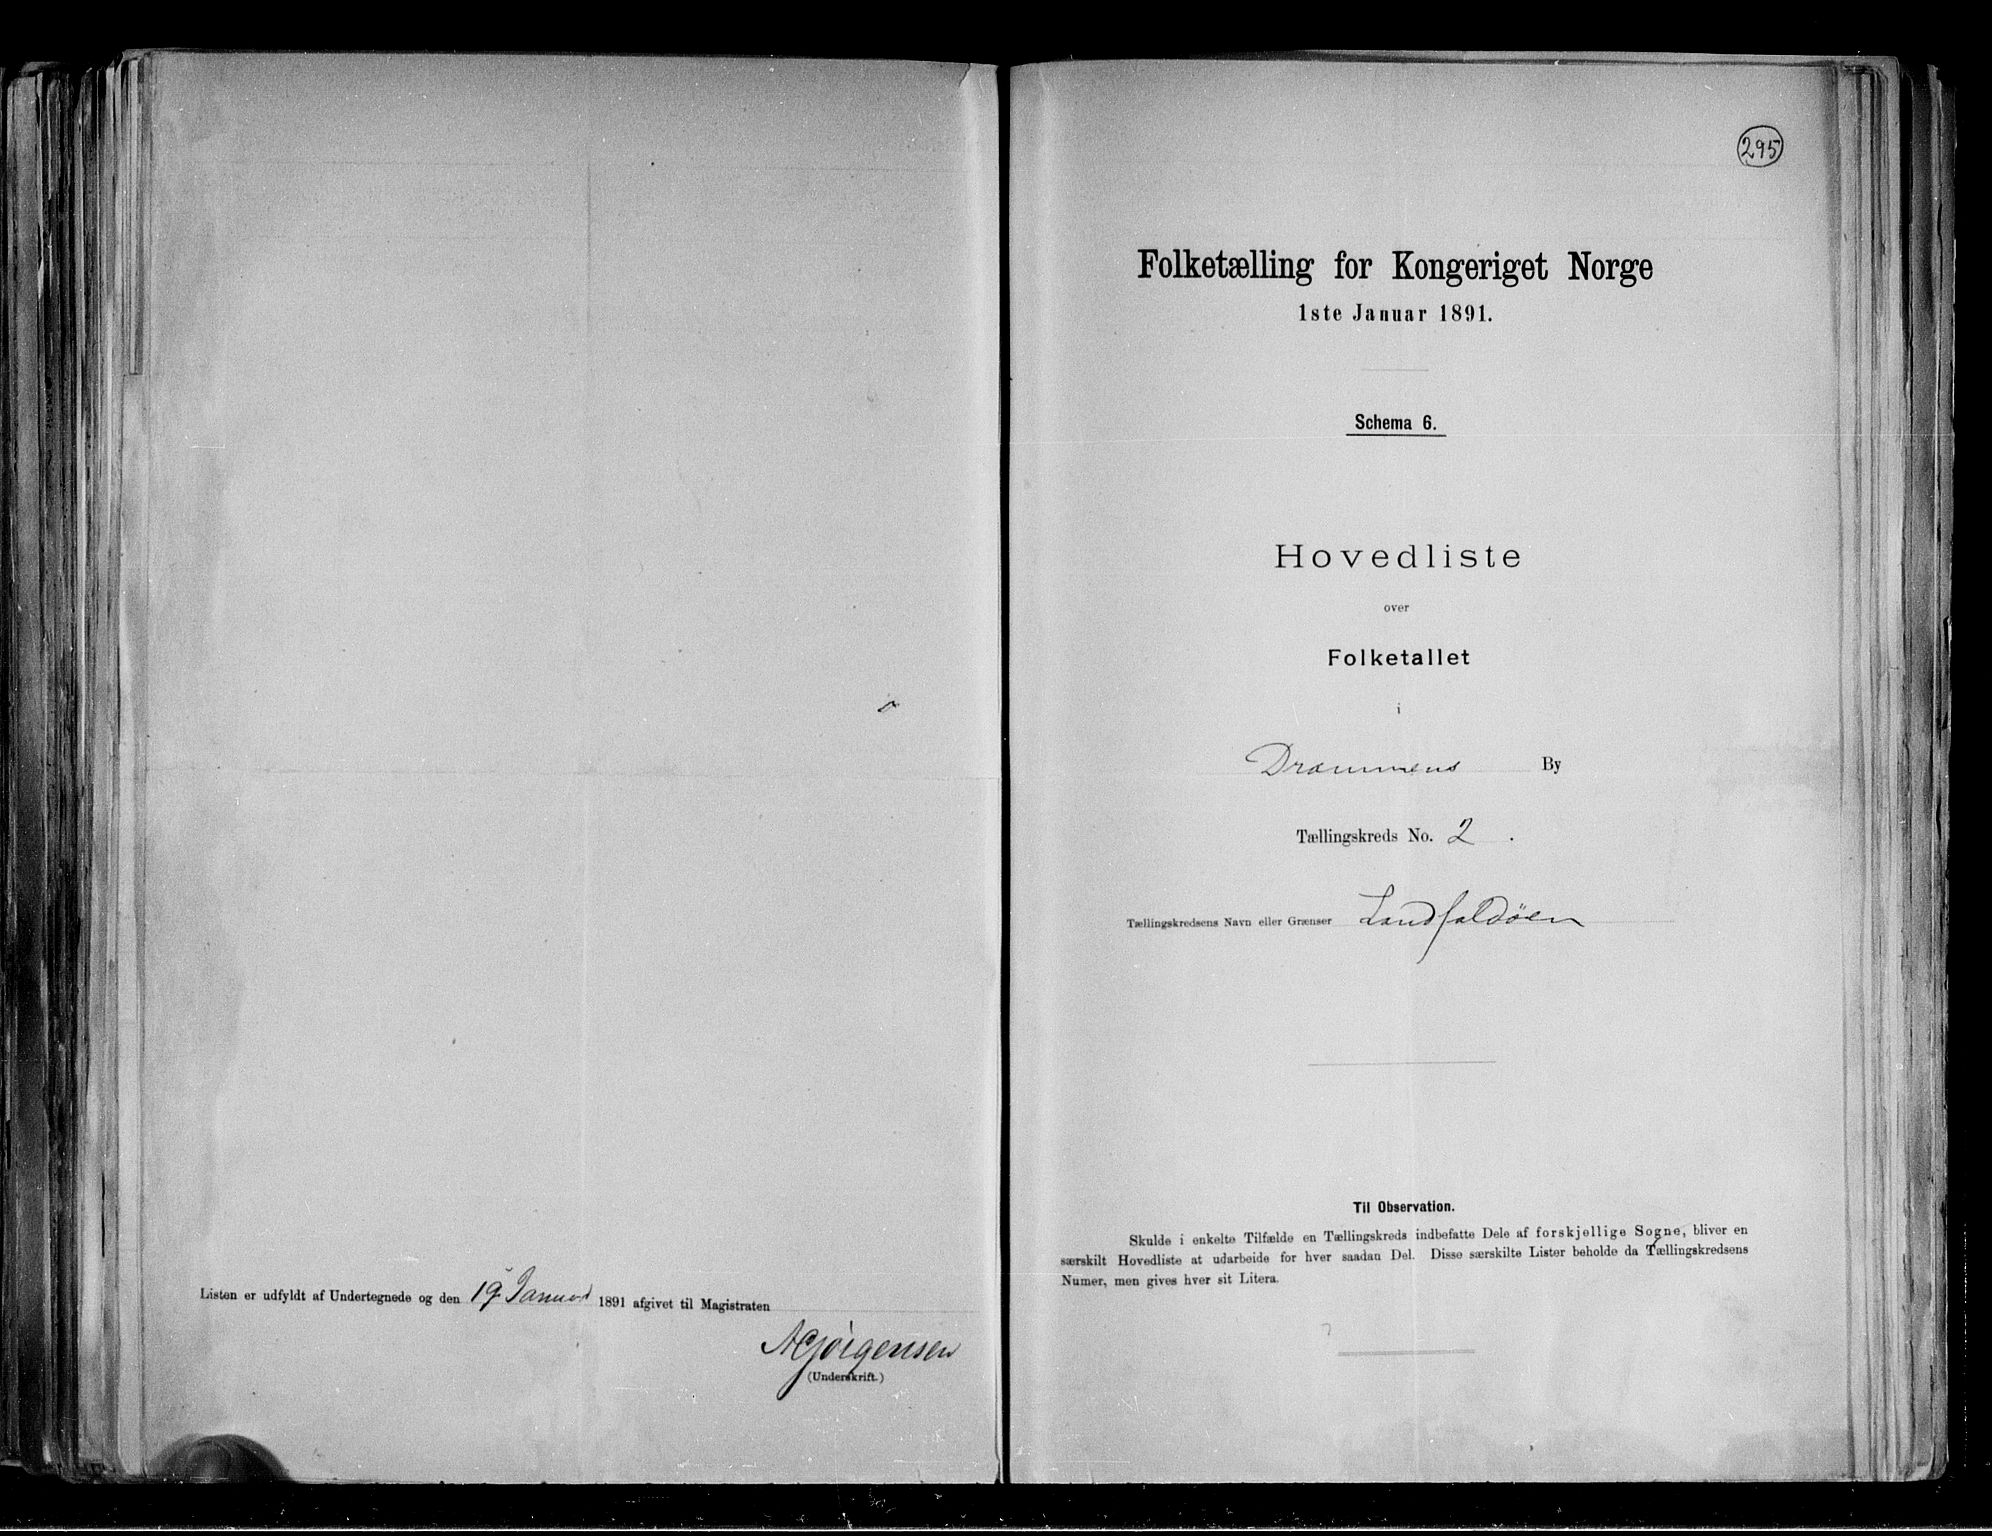 Listen er udfyldt af Undertegnede og den 19. Januar 1891 afgivet til Magistraten
AGJørgensen
(Underskrift.)
295
Folketælling for Kongeriget Norge
1ste Januar 1891.
Schema 6.
Hovedliste
over
Folketallet
i
Drammens By
Tællingskreds No. 2.
Tællingskredsens Navn eller Grænser Landfaldøen
Til Observation.
Skulde i enkelte Tilfælde en Tællingskreds indbefatte Dele af forskjellige Sogne, bliver en
særskilt Hovedliste at udarbeide for hver saadan Del. Disse særskilte Lister beholde da Tællingskredsens
Numer, men gives hver sit Litera.